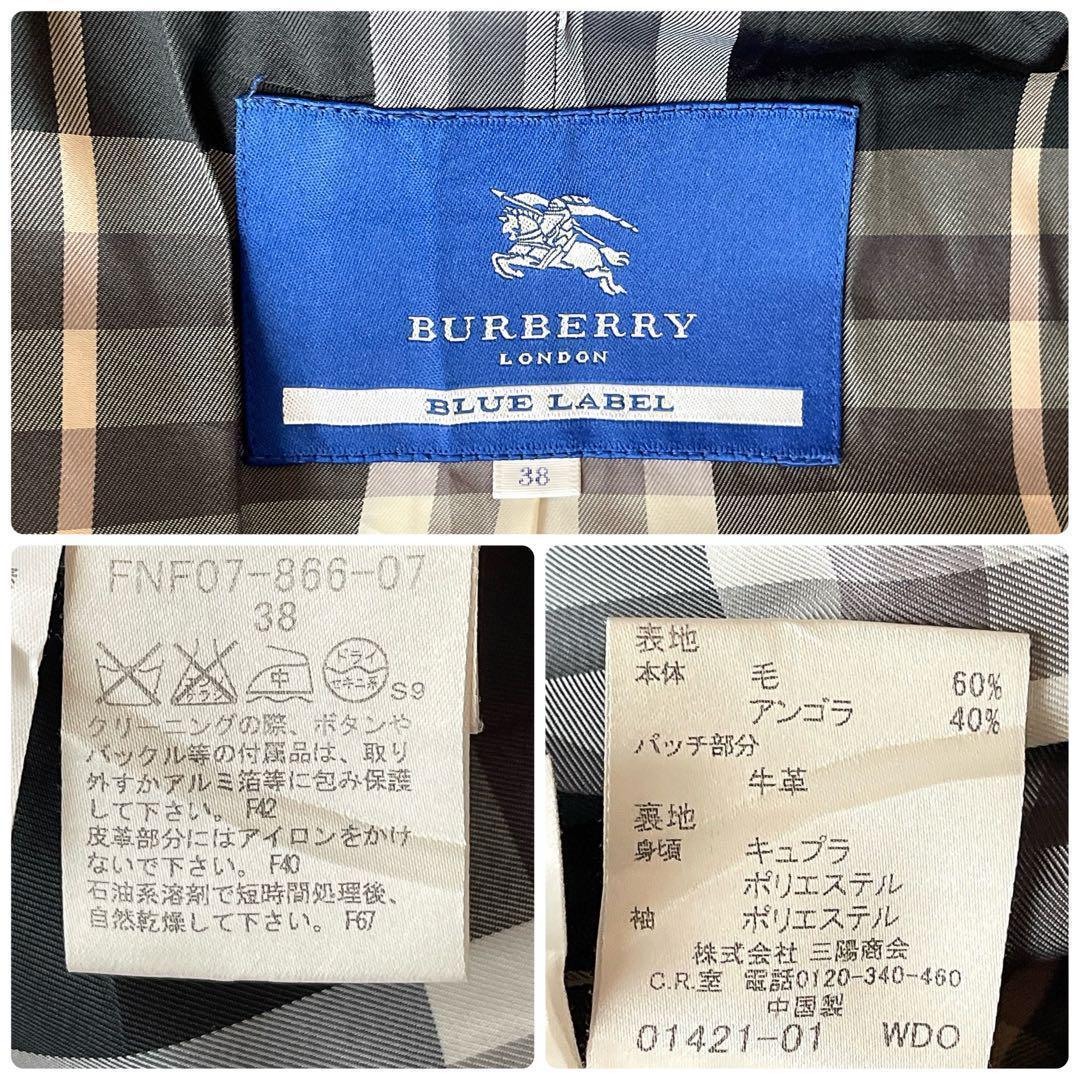 BURBERRY
LONDON
BLUE LABEL
38
FNF07-866-07
38
エンソ
サラシ
中
ドライ
セキユ系
S9
クリーニングの際、ボタンや
バックル等の付属品は、取り
外すかアルミ箔等に包み保護
して下さい。 F42
皮革部分にはアイロンをかけ
ないで下さい。 F40
石油系溶剤で短時間処理後、
自然乾燥して下さい。 F67
表地
本体 毛 60%
アンゴラ 40%
パッチ部分
牛革
裏地
身頃 キュプラ
ポリエステル
袖 ポリエステル
株式会社 三陽商会
C.R.室 電話0120-340-460
中国製
01421-01 WDO